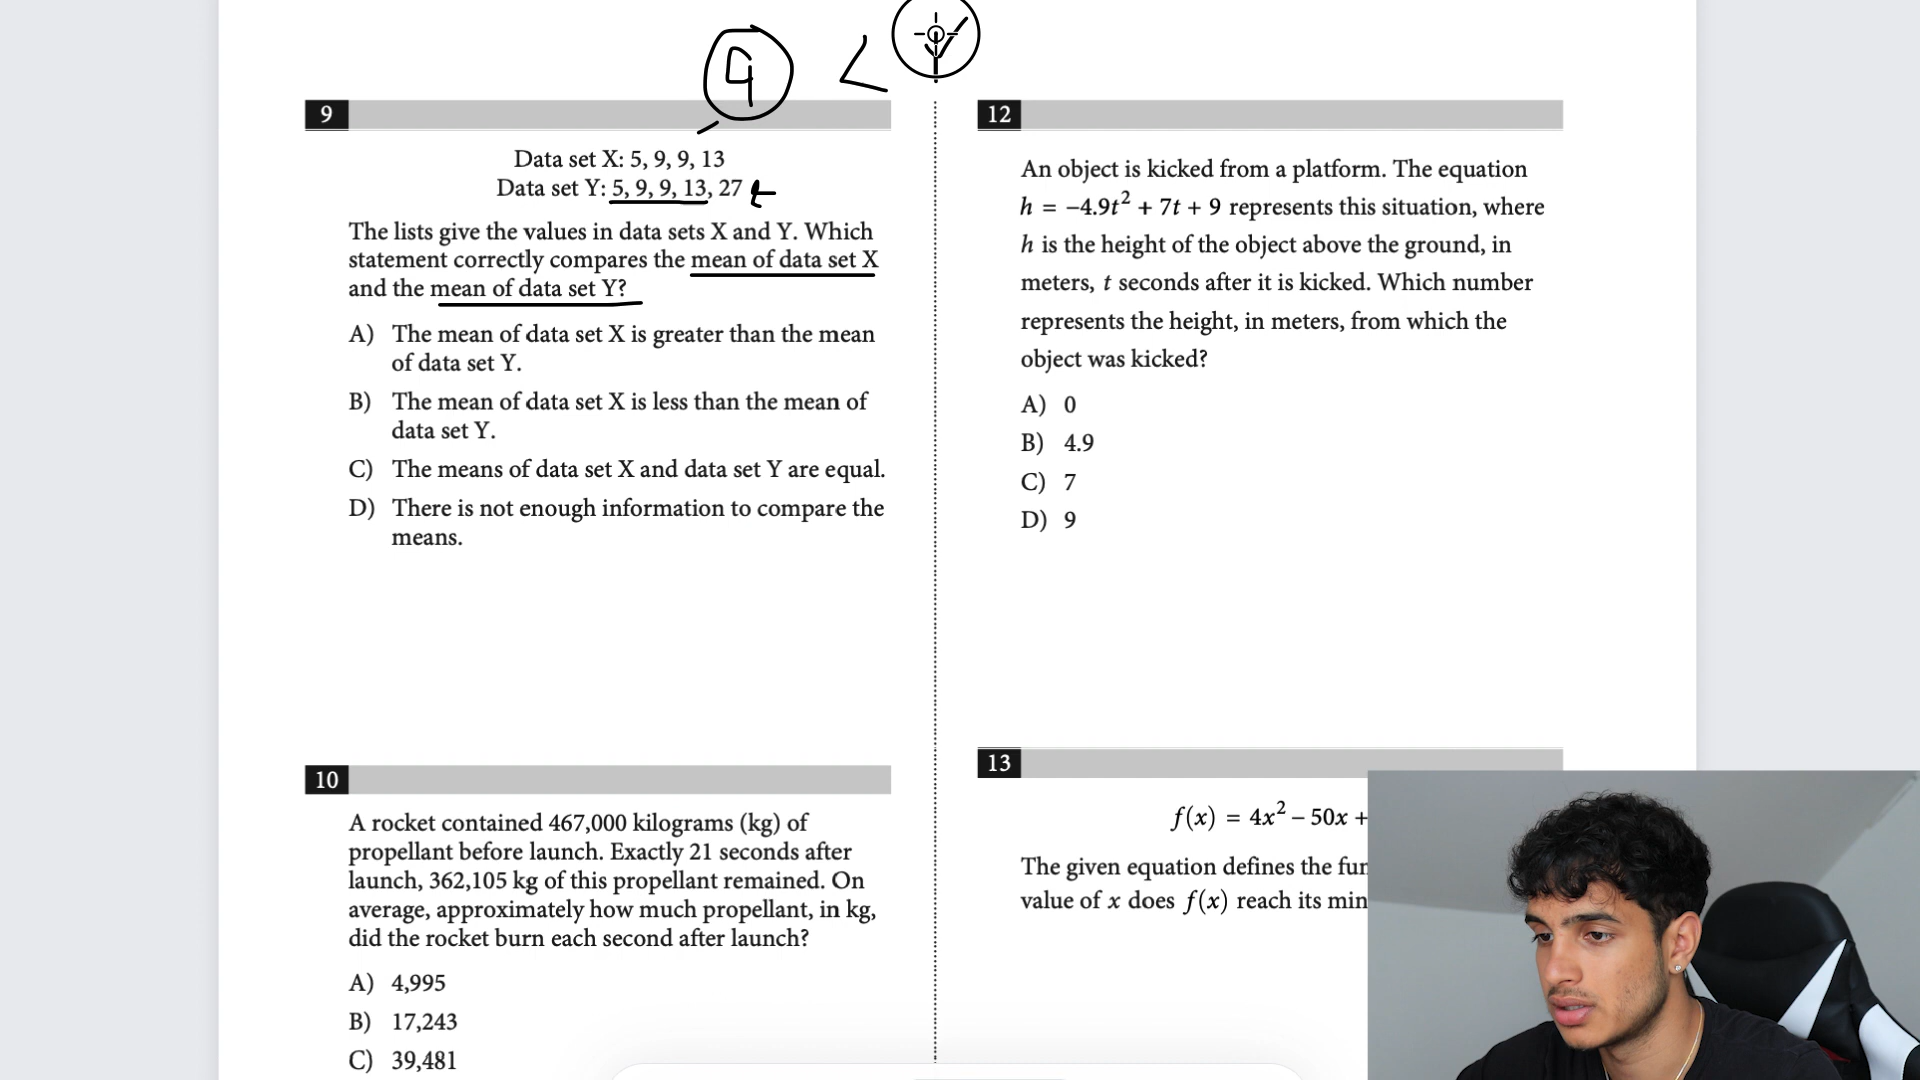 9 < Y
9
Data set X: 5, 9, 9, 13
Data set Y: 5, 9, 9, 13, 27
The lists give the values in data sets X and Y. Which
statement correctly compares the mean of data set X
and the mean of data set Y?
A) The mean of data set X is greater than the mean
of data set Y.
B) The mean of data set X is less than the mean of
data set Y.
C) The means of data set X and data set Y are equal.
D) There is not enough information to compare the
means.
10
A rocket contained 467,000 kilograms (kg) of
propellant before launch. Exactly 21 seconds after
launch, 362,105 kg of this propellant remained. On
average, approximately how much propellant, in kg,
did the rocket burn each second after launch?
A) 4,995
B) 17,243
C) 39,481
12
An object is kicked from a platform. The equation
h = −4.9t² + 7t + 9 represents this situation, where
h is the height of the object above the ground, in
meters, t seconds after it is kicked. Which number
represents the height, in meters, from which the
object was kicked?
A) 0
B) 4.9
C) 7
D) 9
13
f(x) = 4x² − 50x +
The given equation defines the
value of x does f(x) reach its